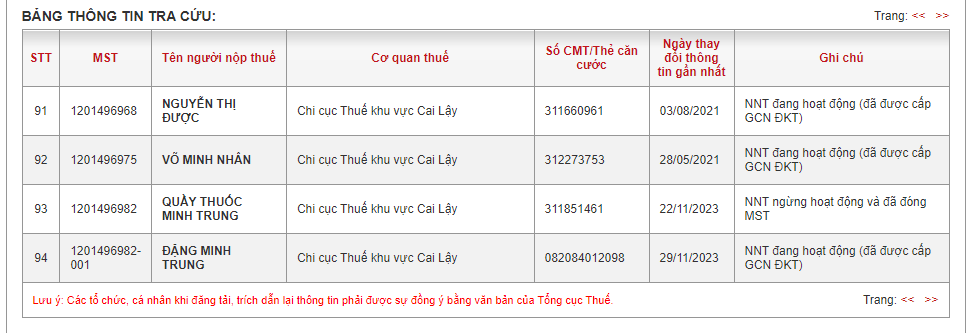 BẢNG THÔNG TIN TRA CỨU:
Trang: << >>
STT MST Tên người nộp thuế Cơ quan thuế Số CMT/Thẻ căn cước Ngày thay đổi thông tin gần nhất Ghi chú
91 1201496968 NGUYỄN THỊ ĐƯỢC Chi cục Thuế khu vực Cai Lậy 311660961 03/08/2021 NNT đang hoạt động (đã được cấp GCN ĐKT)
92 1201496975 VÕ MINH NHÂN Chi cục Thuế khu vực Cai Lậy 312273753 28/05/2021 NNT đang hoạt động (đã được cấp GCN ĐKT)
93 1201496982 QUẦY THUỐC MINH TRUNG Chi cục Thuế khu vực Cai Lậy 311851461 22/11/2023 NNT ngừng hoạt động và đã đóng MST
94 1201496982-001 ĐẶNG MINH TRUNG Chi cục Thuế khu vực Cai Lậy 082084012098 29/11/2023 NNT đang hoạt động (đã được cấp GCN ĐKT)
Lưu ý: Các tổ chức, cá nhân khi đăng tải, trích dẫn lại thông tin phải được sự đồng ý bằng văn bản của Tổng cục Thuế.
Trang: << >>